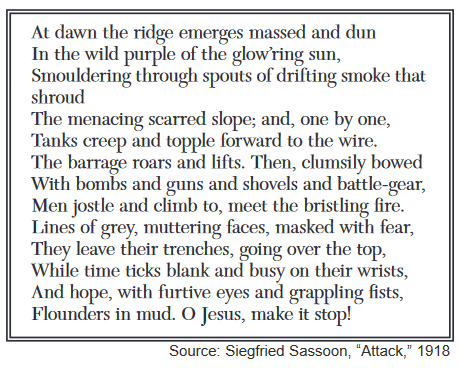 At dawn the ridge emerges massed and dun
In the wild purple of the glow'ring sun,
Smouldering through spouts of drifting smoke that
shroud
The menacing scarred slope; and, one by one,
Tanks creep and topple forward to the wire.
The barrage roars and lifts. Then, clumsily bowed
With bombs and guns and shovels and battle-gear,
Men jostle and climb to, meet the bristling fire.
Lines of grey, muttering faces, masked with fear,
They leave their trenches, going over the top,
While time ticks blank and busy on their wrists,
And hope, with furtive eyes and grappling fists,
Flounders in mud. O Jesus, make it stop!
Source: Siegfried Sassoon, “Attack,” 1918